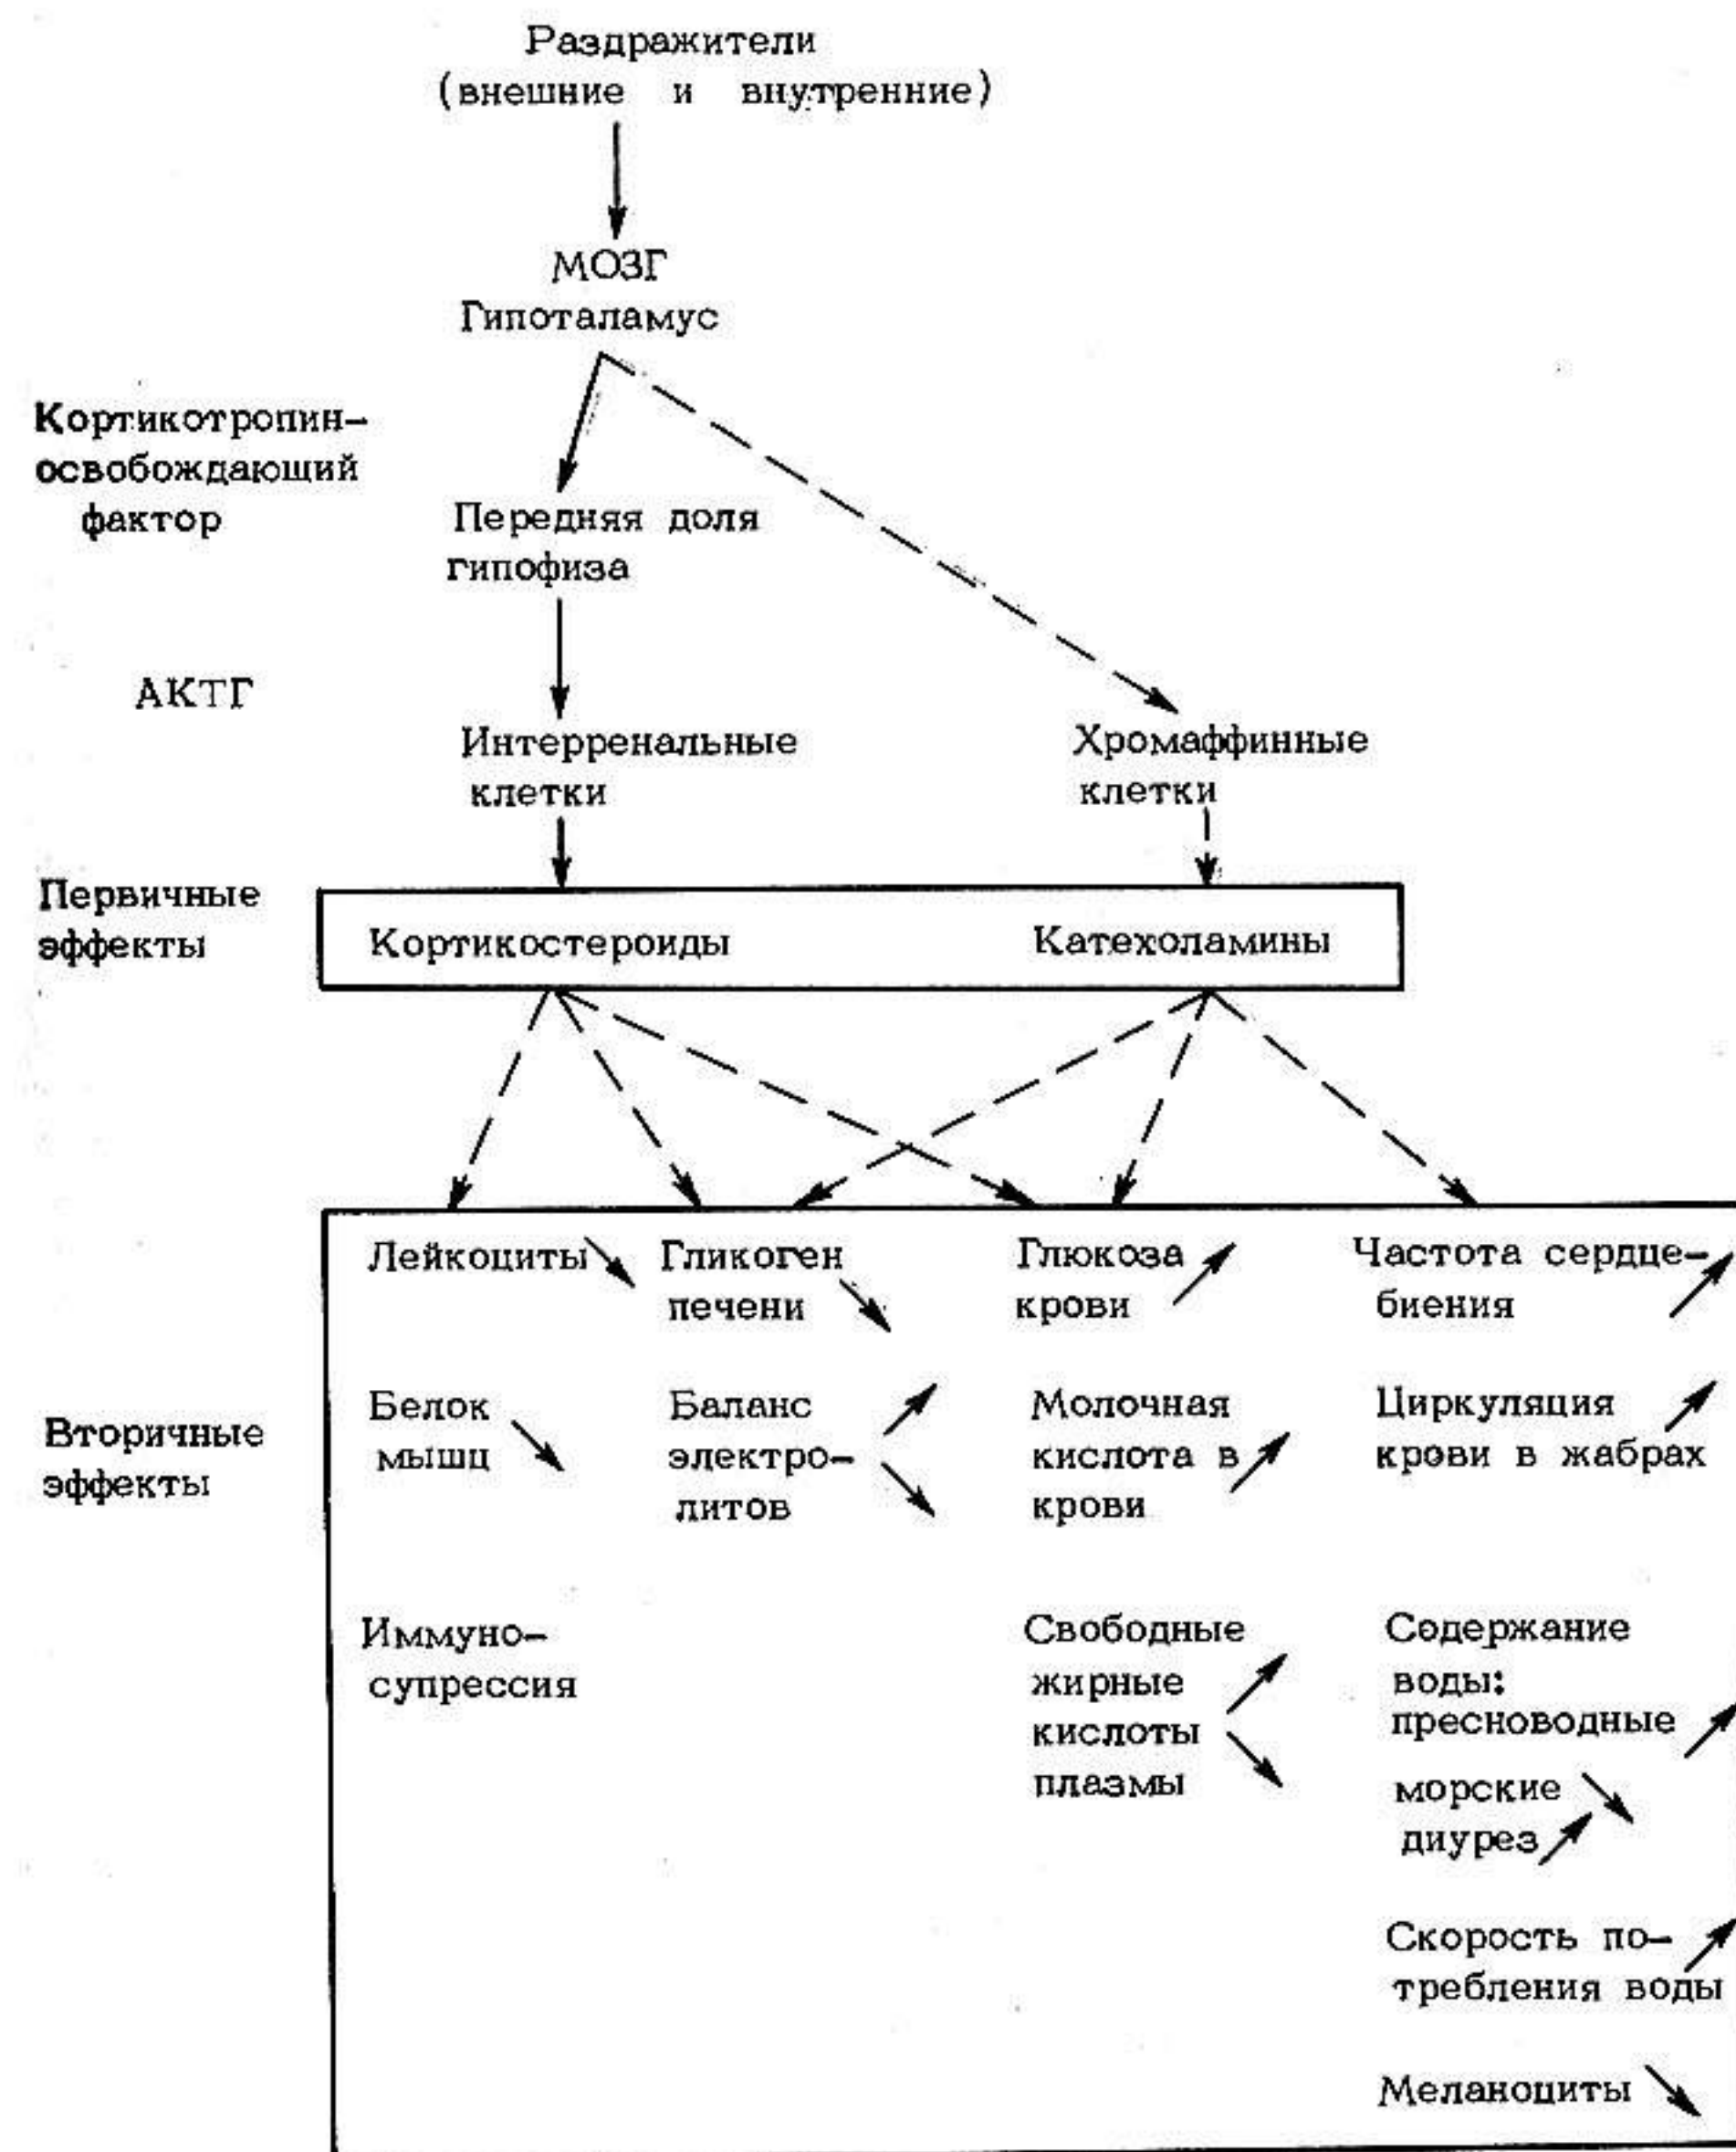 Раздражители
(внешние и внутренние)
МОЗГ
Гипоталамус
Кортикотропин-
освобождающий
фактор
Передняя доля
гипофиза
АКТГ
Интерренальные
клетки
Хромаффинные
клетки
Первичные
эффекты
Кортикостероиды
Катехоламины
Вторичные
эффекты
Лейкоциты
Белок
мышц
Иммуно-
супрессия
Гликоген
печени
Баланс
электро-
литов
Глюкоза
крови
Молочная
кислота в
крови
Свободные
жирные
кислоты
плазмы
Частота сердце-
биения
Циркуляция
крови в жабрах
Содержание
воды:
пресноводные
морские
диурез
Скорость по-
требления воды
Меланоциты